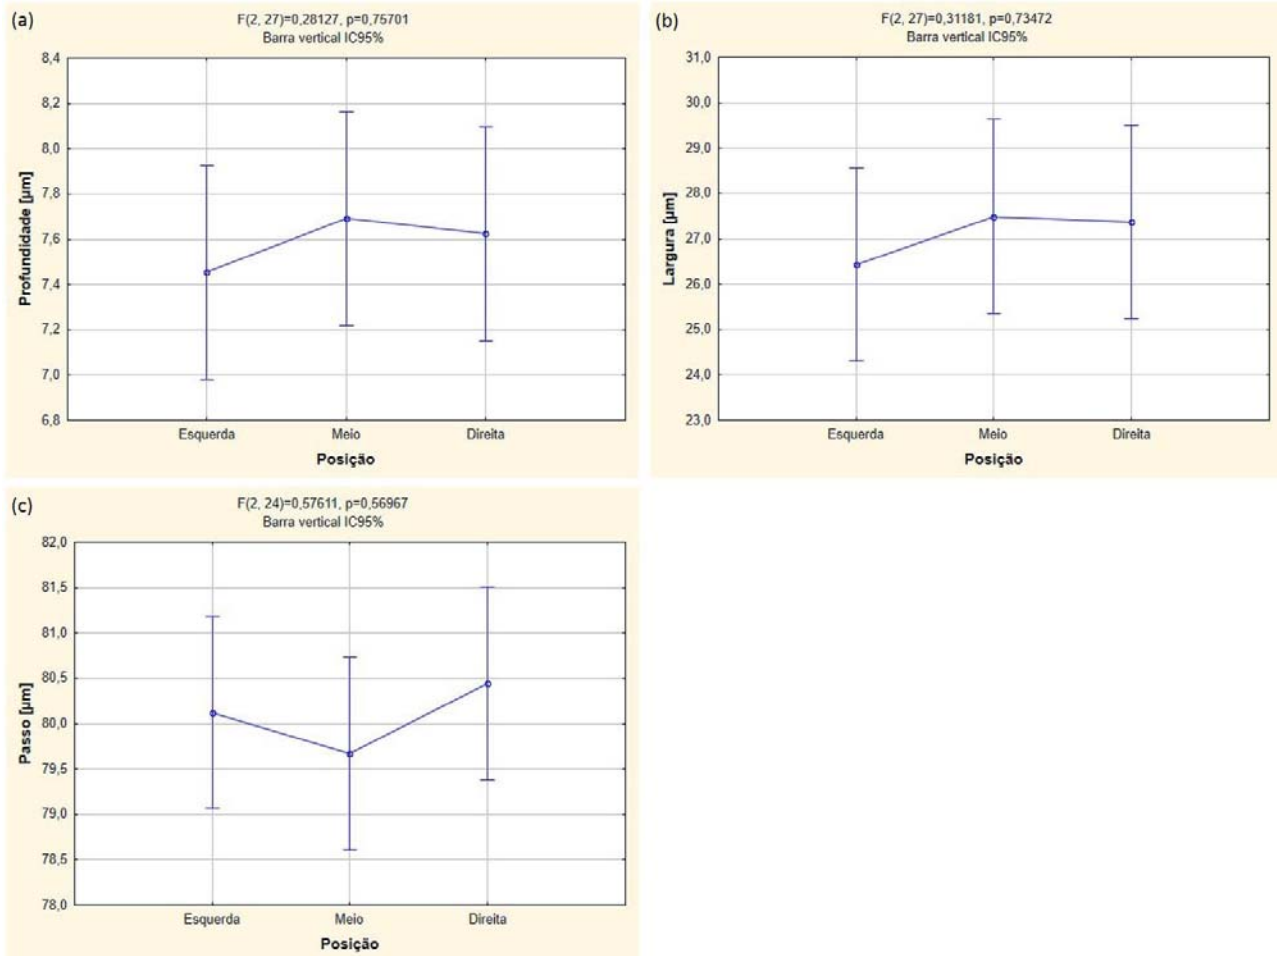 (a)
F(2, 27)=0,28127, p=0,75701
Barra vertical IC95%
8,4
8,2
8,0
7,8
7,6
7,4
7,2
7,0
6,8
Profundidade [µm]
Esquerda Meio Direita
Posição
(b)
F(2, 27)=0,31181, p=0,73472
Barra vertical IC95%
31,0
30,0
29,0
28,0
27,0
26,0
25,0
24,0
23,0
Largura [µm]
Esquerda Meio Direita
Posição
(c)
F(2, 24)=0,57611, p=0,56967
Barra vertical IC95%
82,0
81,5
81,0
80,5
80,0
79,5
79,0
78,5
78,0
Passo [µm]
Esquerda Meio Direita
Posição